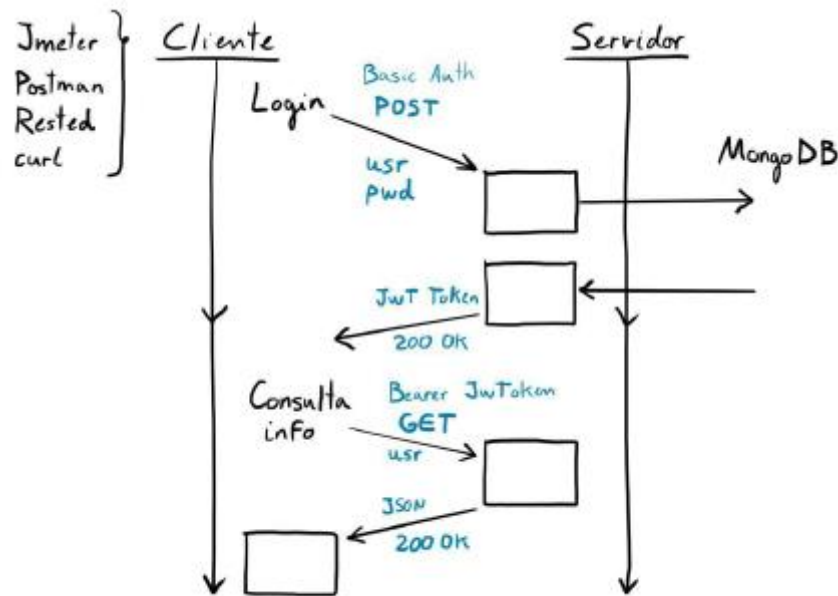 Jmeter
Postman
Rested
curl
Cliente
Servidor
Login
Basic Auth
POST
usr
pwd
MongoDB
JwT Token
200 OK
Consulta
info
Bearer JwToken
GET
usr
JSON
200 OK